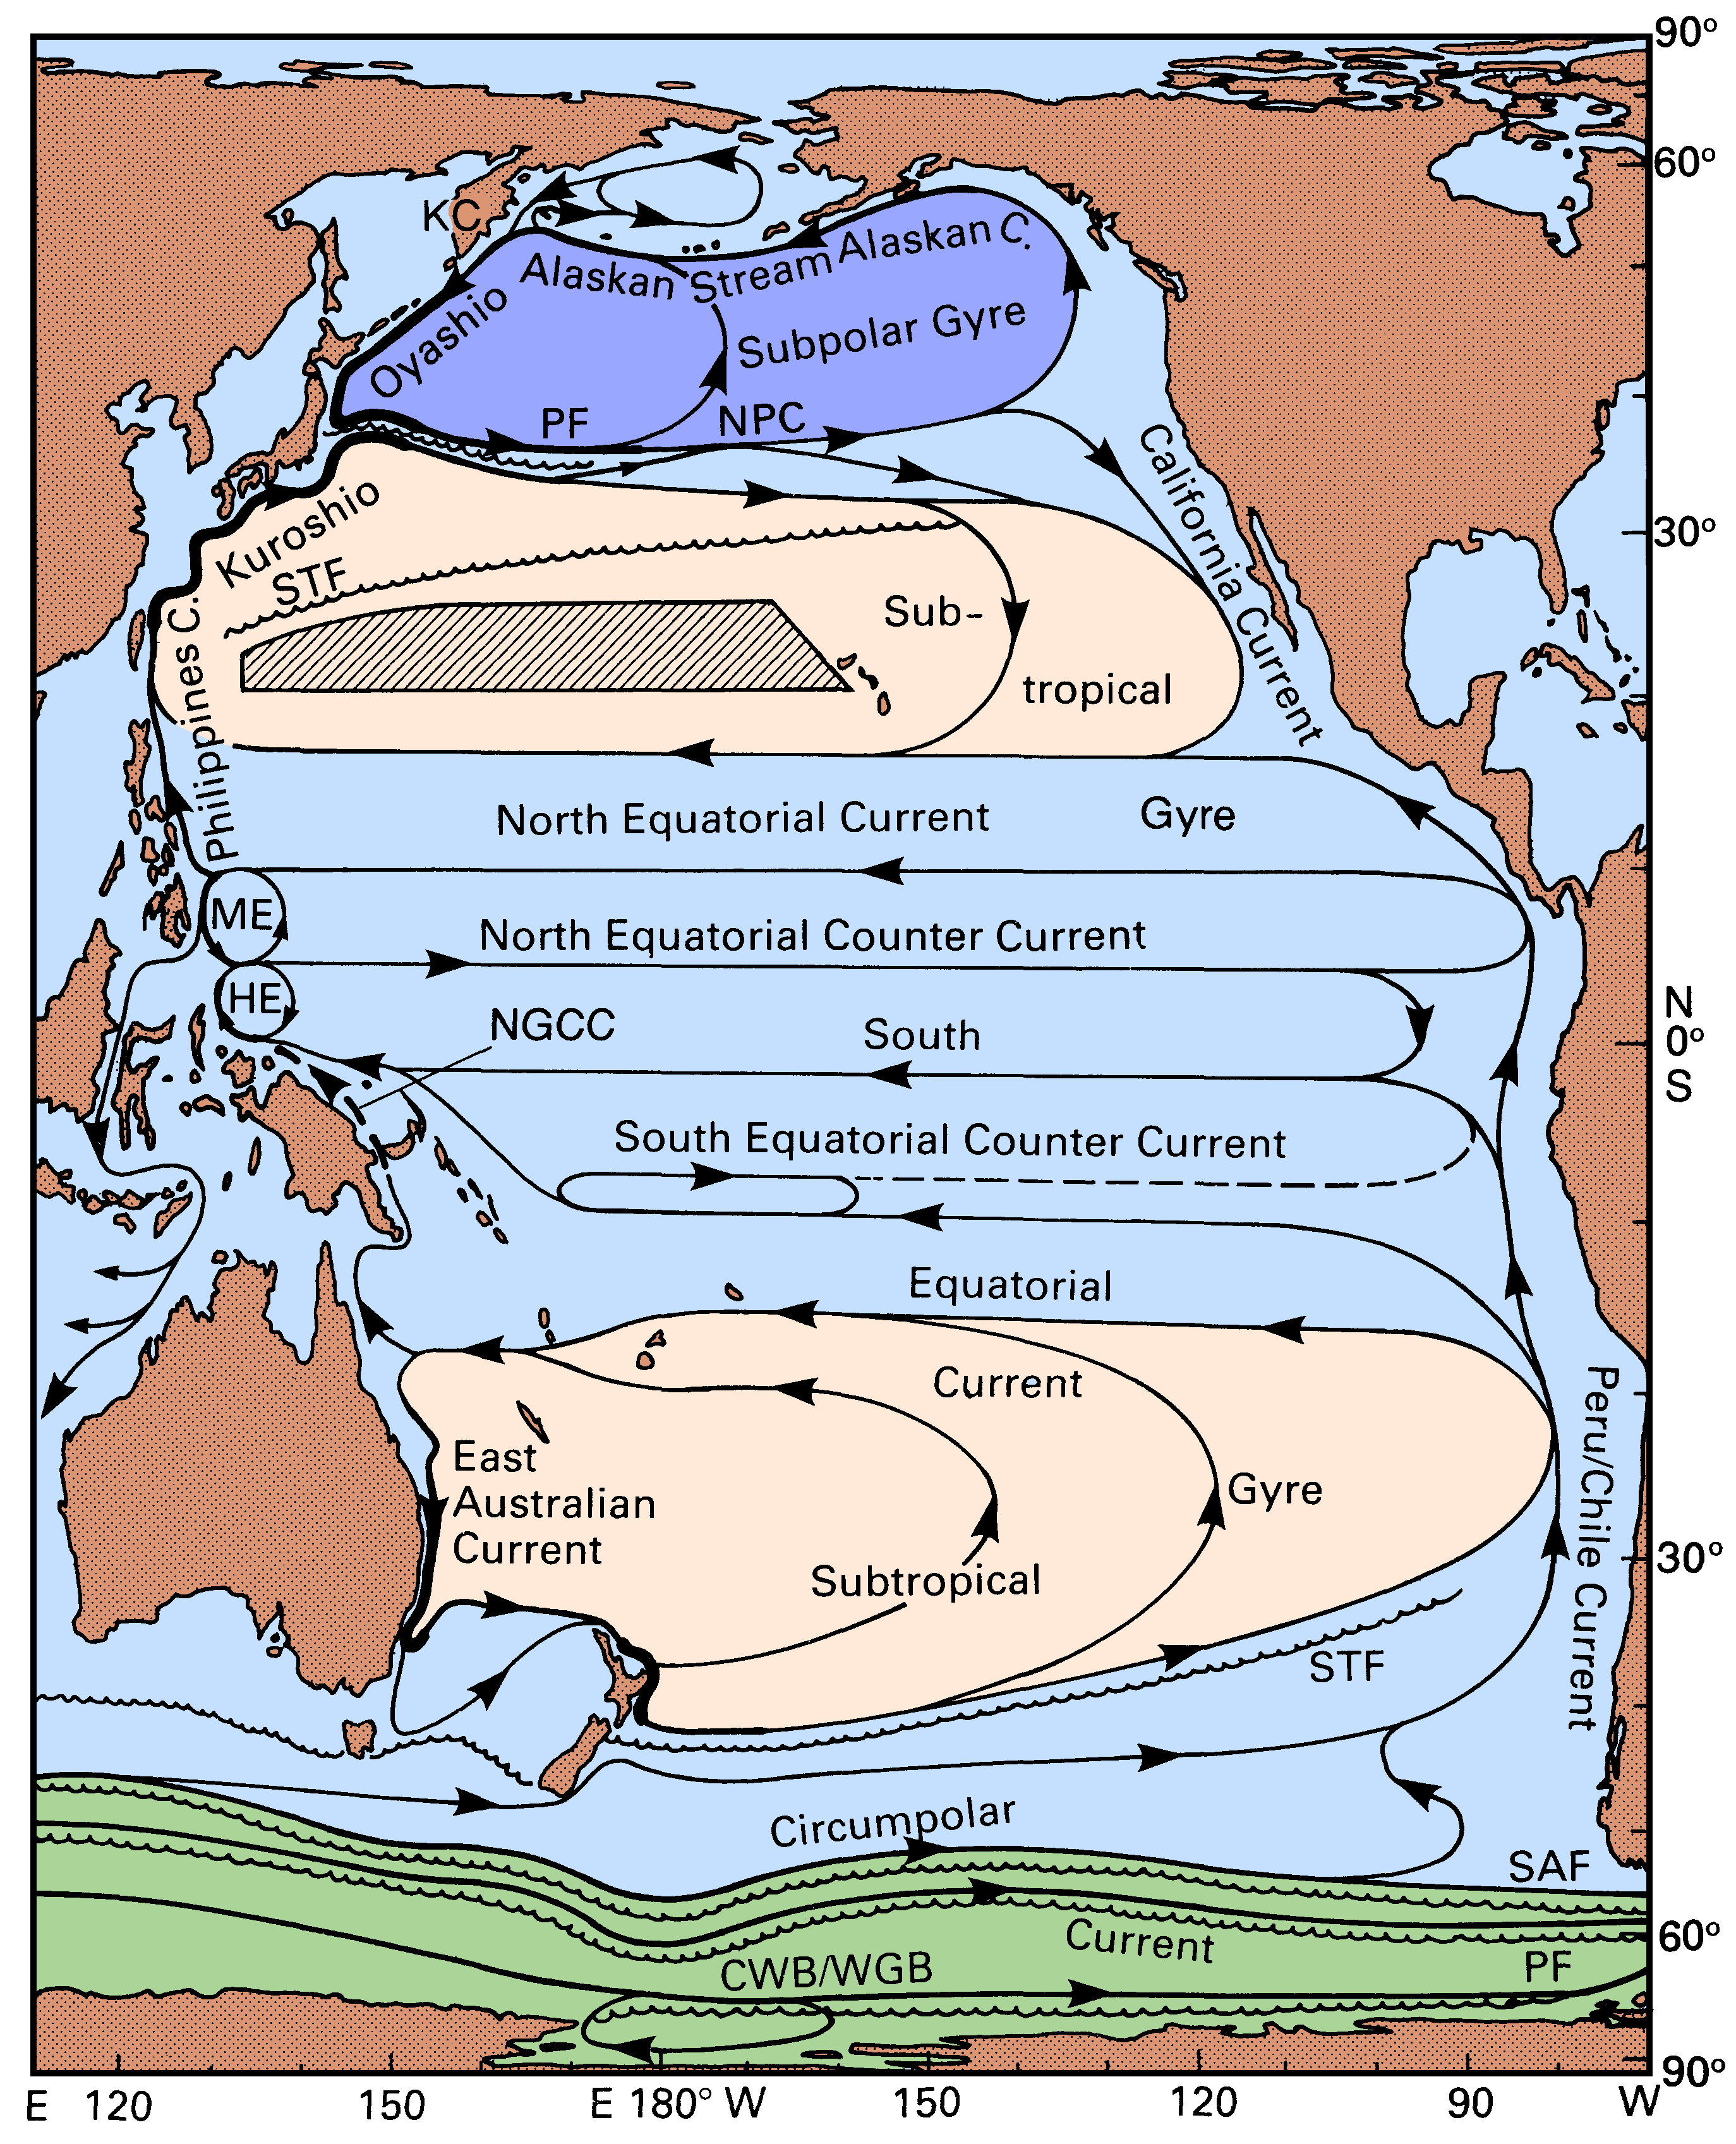 90°
60°
KC
Alaskan C.
Alaskan Stream
Oyashio
Subpolar Gyre
PF
NPC
California Current
30°
Kuroshio
STF
Philippines C.
Sub-
tropical
North Equatorial Current
Gyre
ME
North Equatorial Counter Current
HE
NGCC
South
N
0°
S
South Equatorial Counter Current
Equatorial
Current
Peru/Chile Current
East
Australian
Current
Gyre
30°
Subtropical
STF
Circumpolar
SAF
Current
60°
CWB/WGB
PF
90°
E 120 150 E 180° W 150 120 90 W